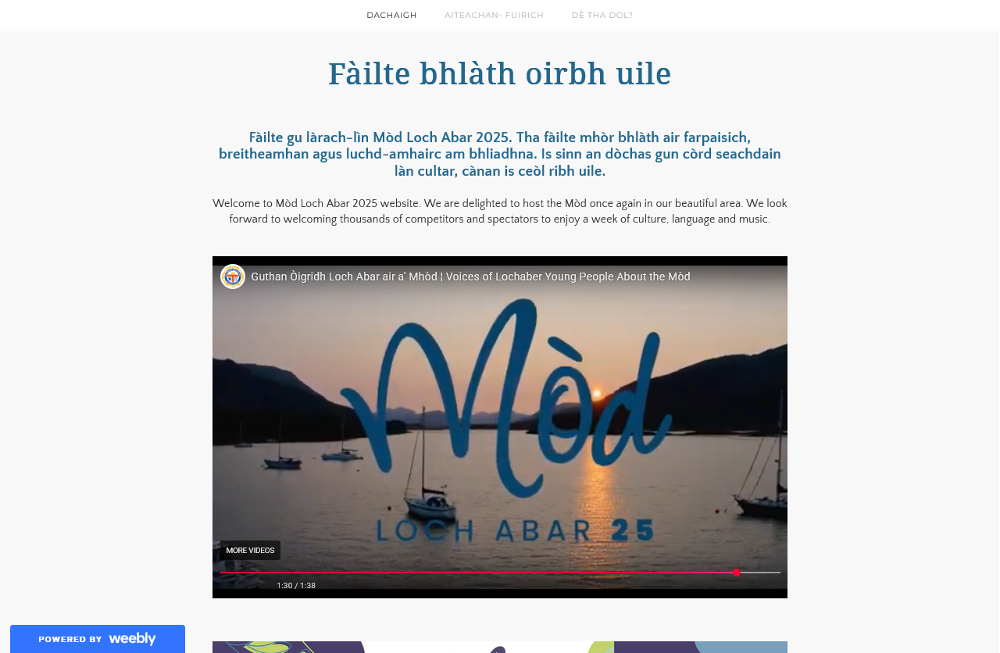 DACHAIGH
AITEACHAN- FUIRICH
DÈ THA DOL?
Fàilte bhlàth oirbh uile
Fàilte gu làrach-lìn Mòd Loch Abar 2025. Tha fàilte mhòr bhlàth air farpaisich,
breitheamhan agus luchd-amhairc am bhliadhna. Is sinn an dòchas gun còrd seachdain
làn cultar, cànan is ceòl ribh uile.
Welcome to Mòd Loch Abar 2025 website. We are delighted to host the Mòd once again in our beautiful area. We look
forward to welcoming thousands of competitors and spectators to enjoy a week of culture, language and music.
Guthan Òigridh Loch Abar air a' Mhòd ¦ Voices of Lochaber Young People About the Mòd
Mòd
LOCH ABAR 25
MORE VIDEOS
1:30 / 1:38
POWERED BY weebly